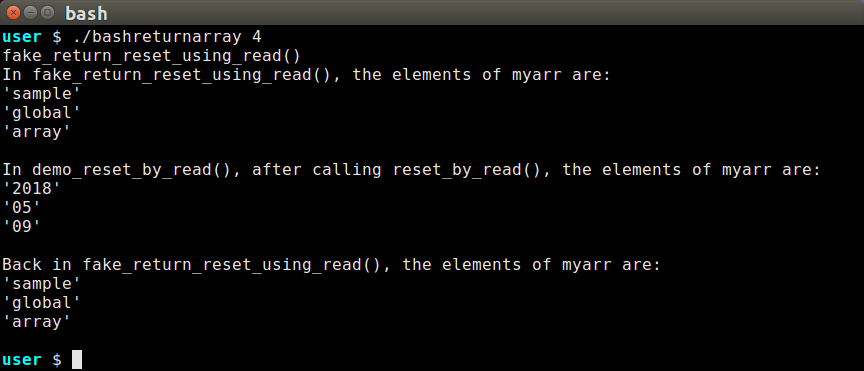 bash
user $ ./bashreturnarray 4
fake_return_reset_using_read()
In fake_return_reset_using_read(), the elements of myarr are:
'sample'
'global'
'array'
In demo_reset_by_read(), after calling reset_by_read(), the elements of myarr are:
'2018'
'05'
'09'
Back in fake_return_reset_using_read(), the elements of myarr are:
'sample'
'global'
'array'
user $